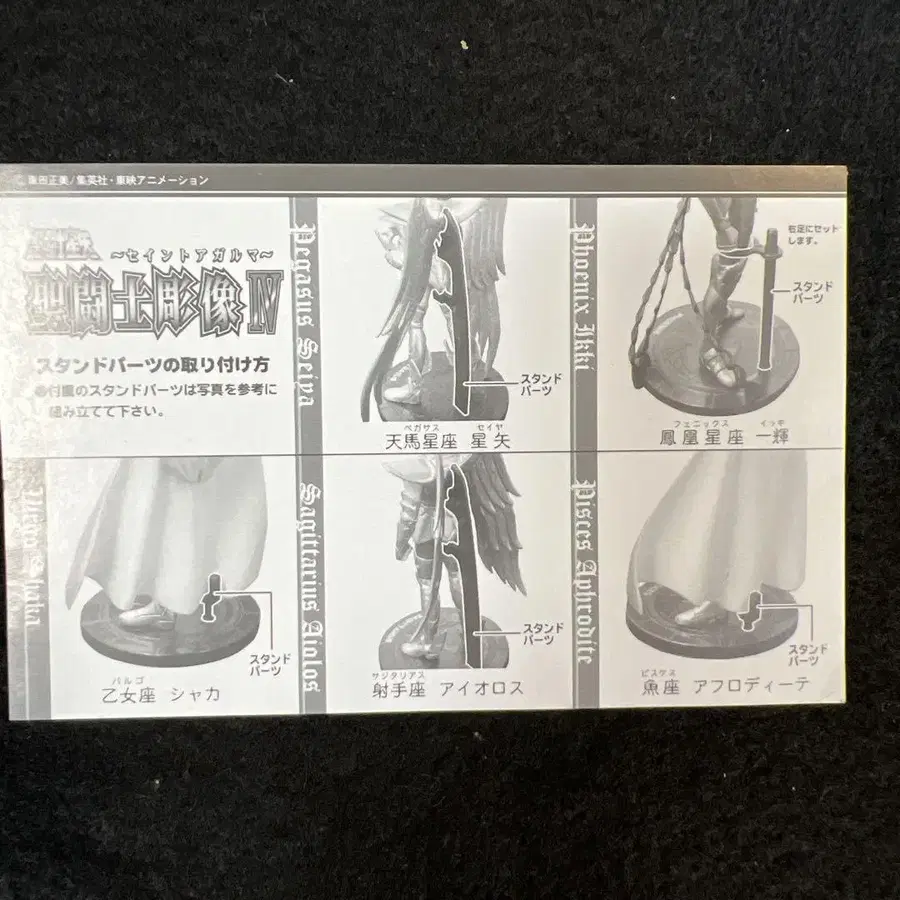 車田正美/集英社・東映アニメーション
~セイントアガルマ~
聖闘士彫像Ⅳ
スタンドパーツの取り付け方
●付属のスタンドパーツは写真を参考に
組み立てて下さい。
Pegasus Seiya
スタンド
パーツ
ペガサス セイヤ
天馬星座 星矢
Phoenix Ikki
右足にセット
します。
スタンド
パーツ
フェニックス イッキ
鳳凰星座 一輝
Virgo Shaka
スタンド
パーツ
バルゴ
乙女座 シャカ
Sagittarius Aiolos
スタンド
パーツ
サジタリアス
射手座 アイオロス
Pisces Aphrodite
スタンド
パーツ
ピスケス
魚座 アフロディーテ